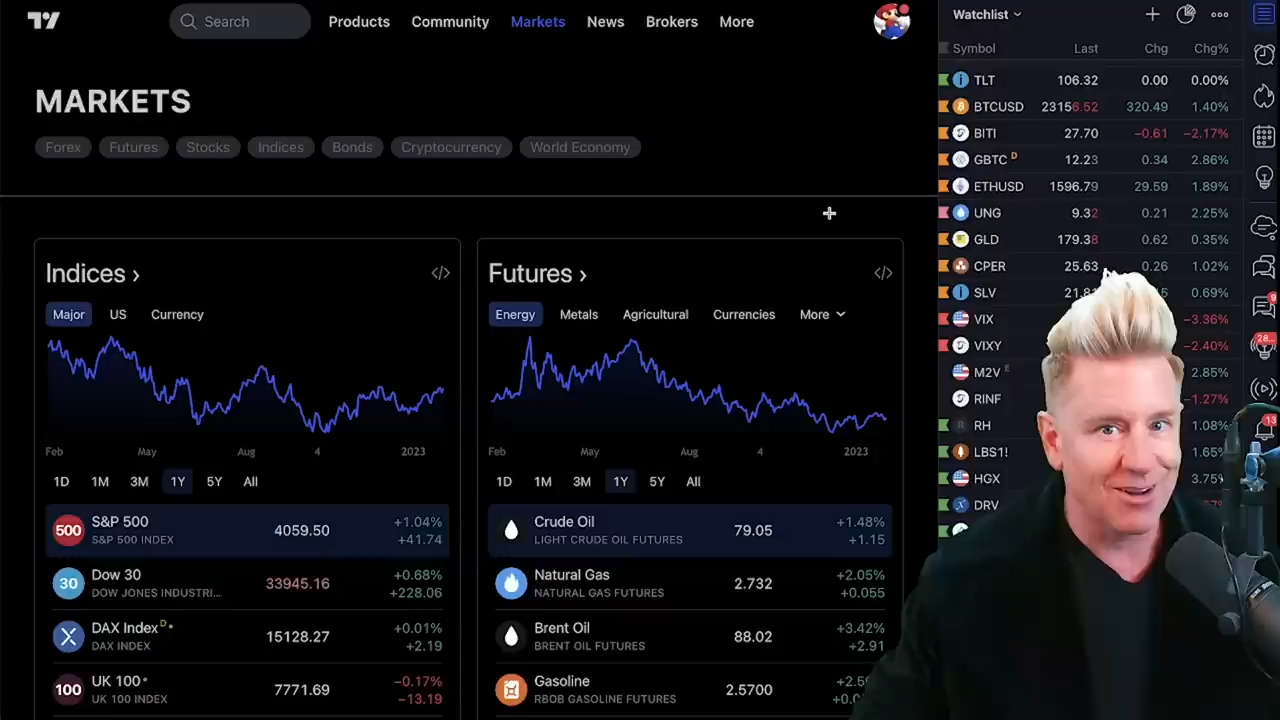 Search
Products
Community
Markets
News
Brokers
More
Watchlist
MARKETS
Forex
Futures
Stocks
Indices
Bonds
Cryptocurrency
World Economy
Indices ›
Major
US
Currency
Feb May Aug 4 2023
1D 1M 3M 1Y 5Y All
500 S&P 500 4059.50 +1.04%
S&P 500 INDEX +41.74
30 Dow 30 33945.16 +0.68%
DOW JONES INDUSTRI... +228.06
DAX Index D 15128.27 +0.01%
DAX INDEX +2.19
100 UK 100 7771.69 −0.17%
UK 100 INDEX −13.19
Futures ›
Energy
Metals
Agricultural
Currencies
More
Feb May Aug 4 2023
1D 1M 3M 1Y 5Y All
Crude Oil 79.05 +1.48%
LIGHT CRUDE OIL FUTURES +1.15
Natural Gas 2.732 +2.05%
NATURAL GAS FUTURES +0.055
Brent Oil 88.02 +3.42%
BRENT OIL FUTURES +2.91
Gasoline 2.5700
RBOB GASOLINE FUTURES
Symbol Last Chg Chg%
TLT 106.32 0.00 0.00%
BTCUSD 23156.52 320.49 1.40%
BITI 27.70 −0.61 −2.17%
GBTC D 12.23 0.34 2.86%
ETHUSD 1596.79 29.59 1.89%
UNG 9.32 0.21 2.25%
GLD 179.38 0.62 0.35%
CPER 25.63 0.26 1.02%
SLV 0.69%
VIX −3.36%
VIXY −2.40%
M2V E 2.85%
RINF −1.27%
RH 1.08%
LBS1! 1.65%
HGX 3.75%
DRV